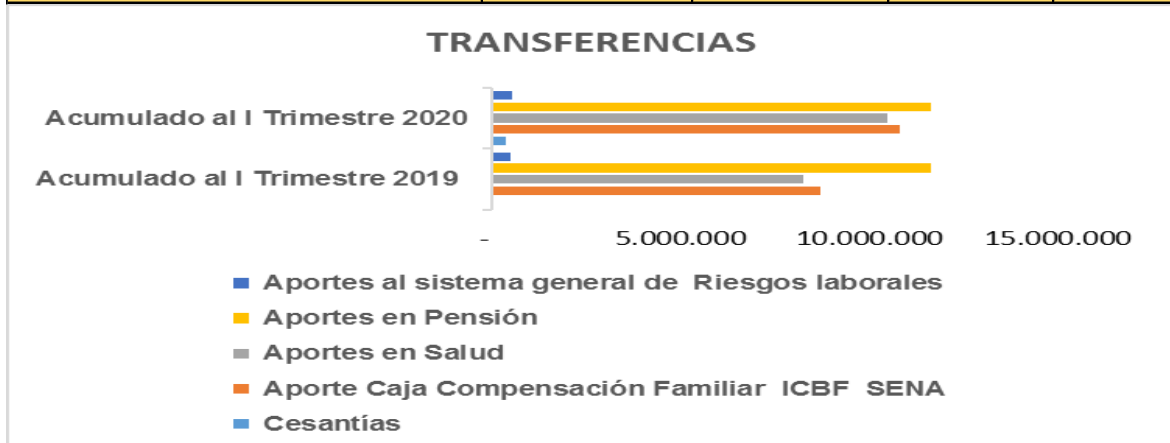 TRANSFERENCIAS
Acumulado al I Trimestre 2020
Acumulado al I Trimestre 2019
- 5.000.000 10.000.000 15.000.000
Aportes al sistema general de Riesgos laborales
Aportes en Pensión
Aportes en Salud
Aporte Caja Compensación Familiar ICBF SENA
Cesantías